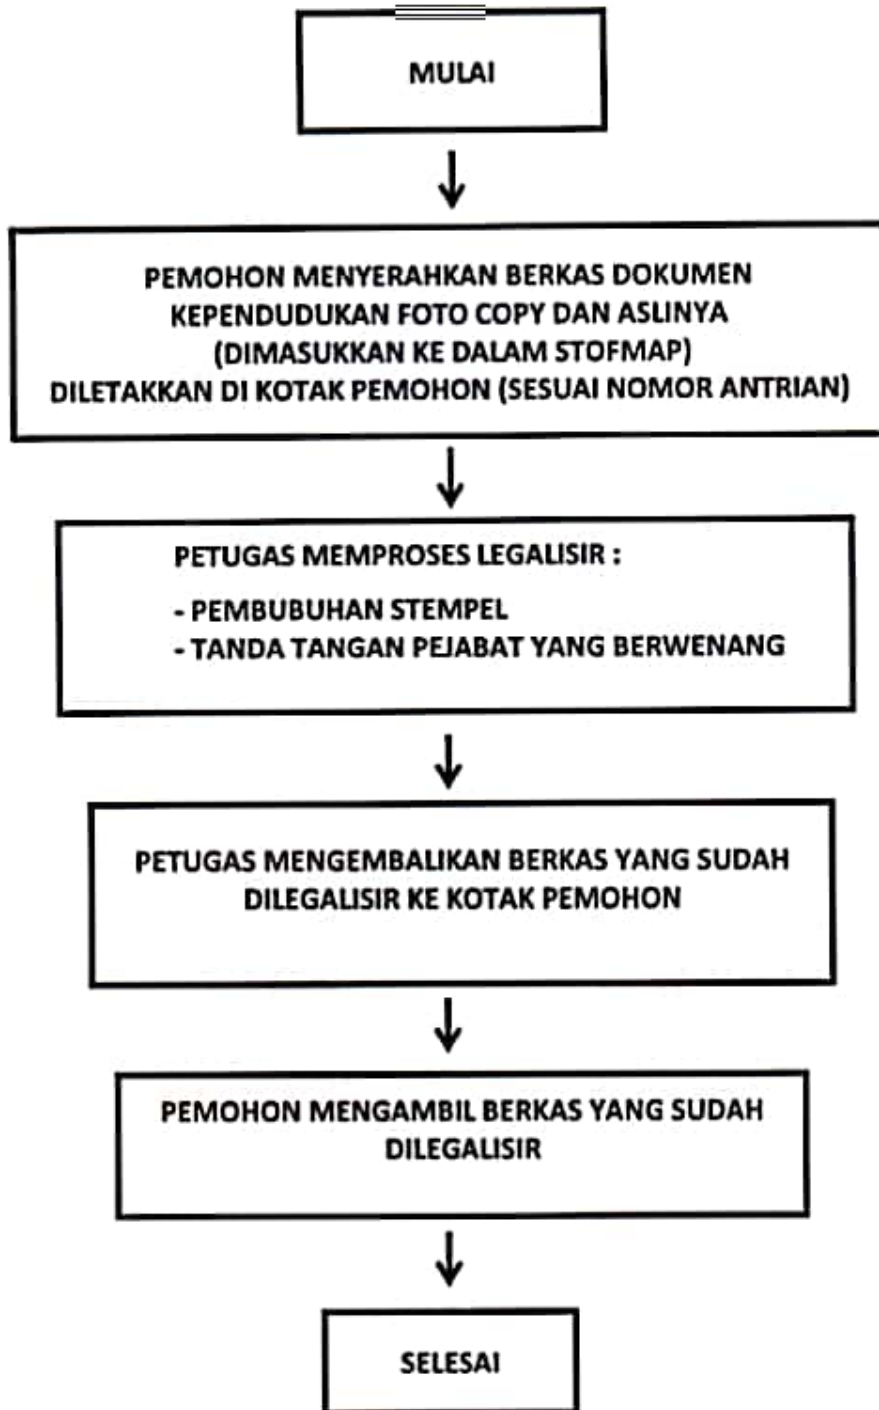 MULAI
PEMOHON MENYERAHKAN BERKAS DOKUMEN
KEPENDUDUKAN FOTO COPY DAN ASLINYA
(DIMASUKKAN KE DALAM STOFMAP)
DILETAKKAN DI KOTAK PEMOHON (SESUAI NOMOR ANTRIAN)
PETUGAS MEMPROSES LEGALISIR :
- PEMBUBUHAN STEMPEL
- TANDA TANGAN PEJABAT YANG BERWENANG
PETUGAS MENGEMBALIKAN BERKAS YANG SUDAH
DILEGALISIR KE KOTAK PEMOHON
PEMOHON MENGAMBIL BERKAS YANG SUDAH
DILEGALISIR
SELESAI